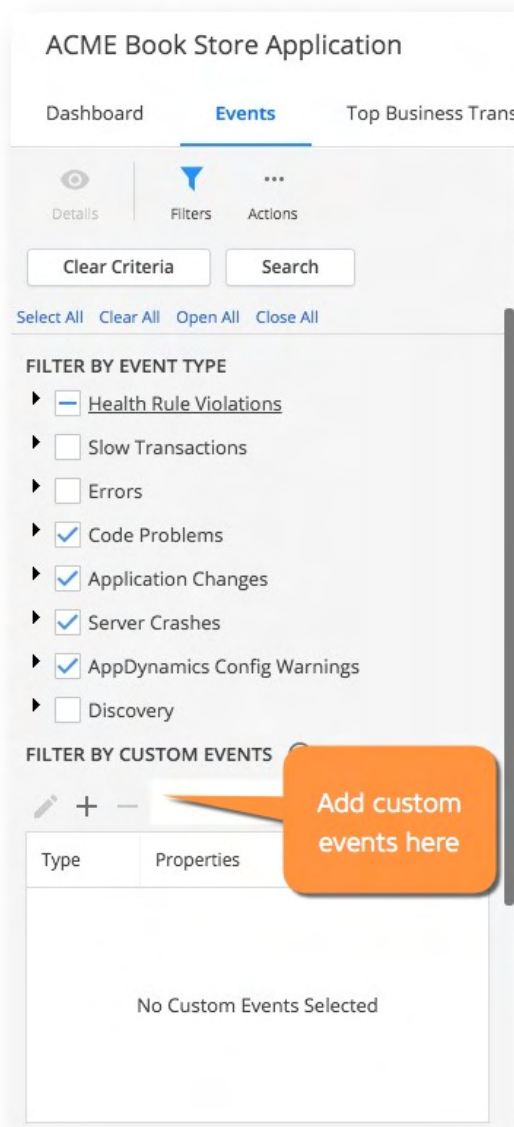 ACME Book Store Application
Dashboard Events Top Business Trans
Details Filters Actions
Clear Criteria Search
Select All Clear All Open All Close All
FILTER BY EVENT TYPE
Health Rule Violations
Slow Transactions
Errors
Code Problems
Application Changes
Server Crashes
AppDynamics Config Warnings
Discovery
FILTER BY CUSTOM EVENTS
Add custom
events here
Type Properties
No Custom Events Selected